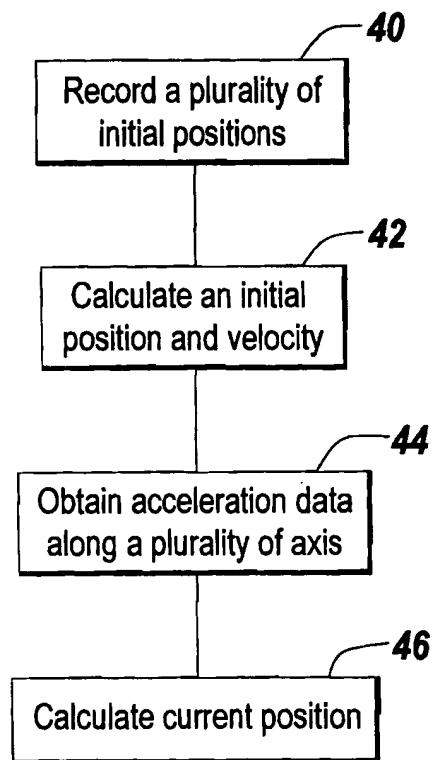 40
Record a plurality of
initial positions
42
Calculate an initial
position and velocity
44
Obtain acceleration data
along a plurality of axis
46
Calculate current position